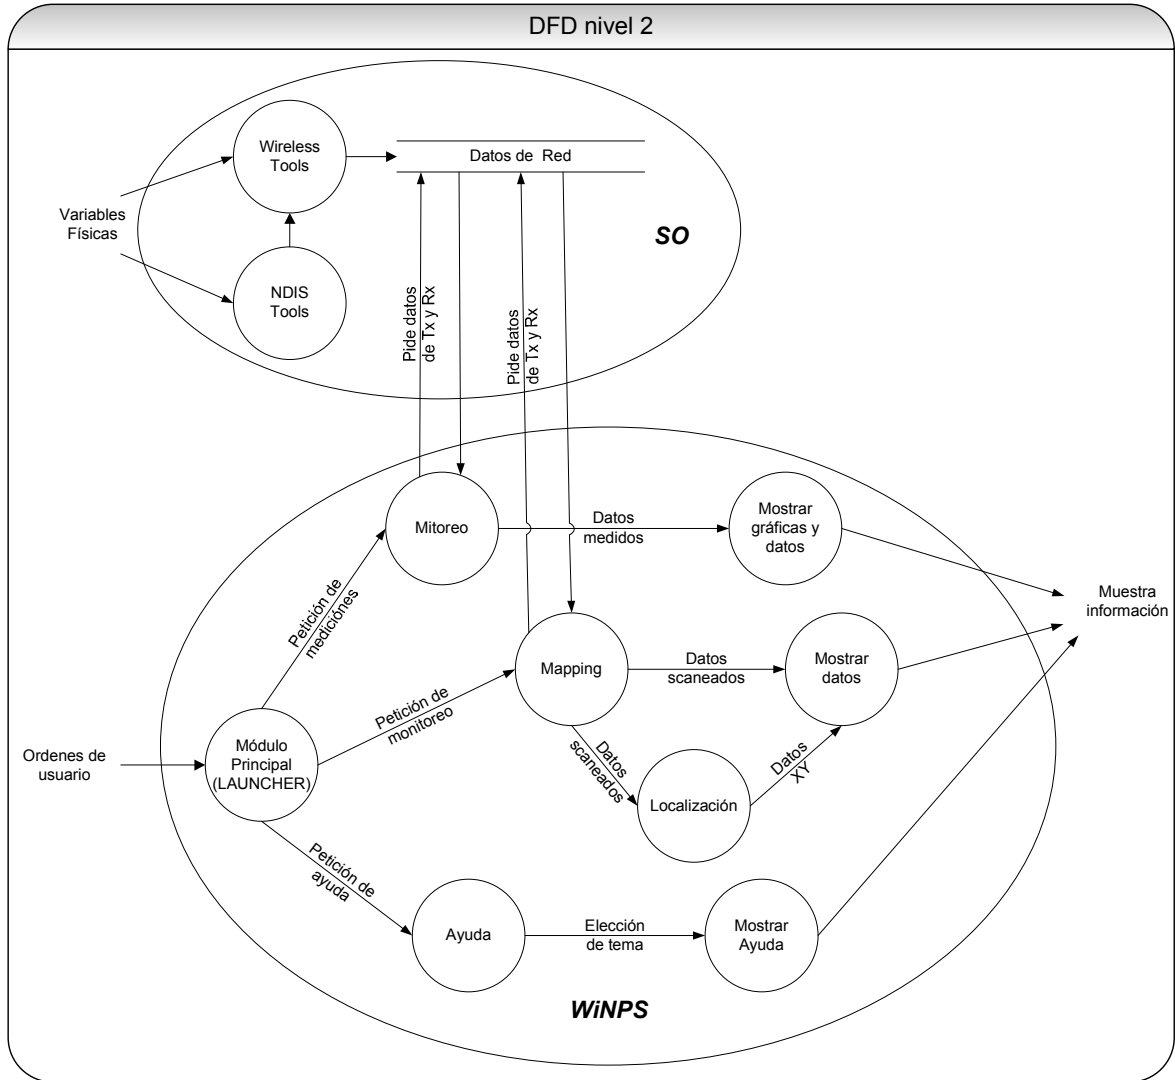 DFD nivel 2
Wireless
Tools
Datos de Red
Variables
Físicas
SO
NDIS
Tools
Pide datos
de Tx y Rx
Pide datos
de Tx y Rx
Mitoreo
Datos
medidos
Mostrar
gráficas y
datos
Muestra
información
Petición de
mediciónes
Mapping
Datos
scaneados
Mostrar
datos
Petición de
monitoreo
Ordenes de
usuario
Módulo
Principal
(LAUNCHER)
Datos
scaneados
Localización
Datos
XY
Petición de
ayuda
Ayuda
Elección
de tema
Mostrar
Ayuda
WiNPS